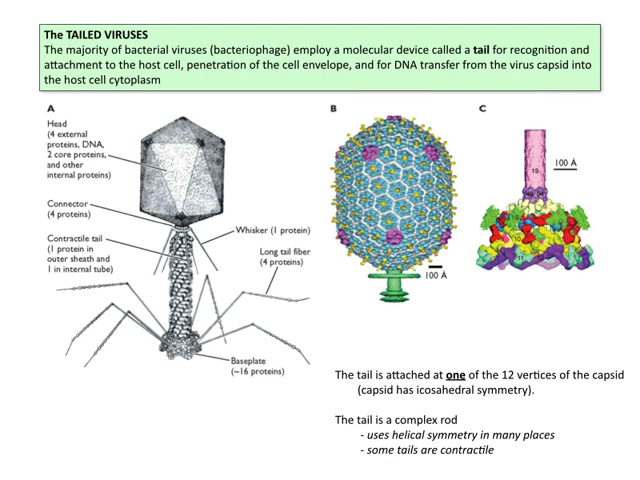 The TAILED VIRUSES
The majority of bacterial viruses (bacteriophage) employ a molecular device called a tail for recognition and
attachment to the host cell, penetration of the cell envelope, and for DNA transfer from the virus capsid into
the host cell cytoplasm
A
Head
(4 external
proteins, DNA,
2 core proteins,
and other
internal proteins)
Connector
(4 proteins)
Contractile tail
(1 protein in
outer sheath and
1 in internal tube)
Whisker (1 protein)
Long tail fiber
(4 proteins)
Baseplate
(~16 proteins)
B
100 Å
C
100 Å
19
The tail is attached at one of the 12 vertices of the capsid
(capsid has icosahedral symmetry).
The tail is a complex rod
- uses helical symmetry in many places
- some tails are contractile